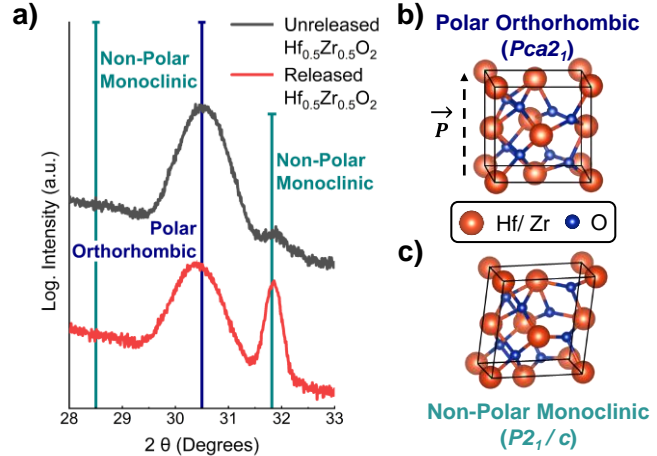 a)
Unreleased
Hf0.5Zr0.5O2
Released
Hf0.5Zr0.5O2
Non-Polar
Monoclinic
Non-Polar
Monoclinic
Polar
Orthorhombic
Log. Intensity (a.u.)
28 29 30 31 32 33
2 θ (Degrees)
b)
Polar Orthorhombic
(Pca2₁)
P
Hf/ Zr O
c)
Non-Polar Monoclinic
(P2₁/ c)